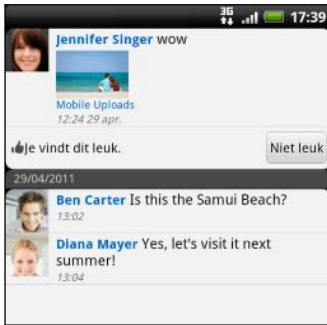 3G 17:39
Jennifer Singer wow
Mobile Uploads
12:24 29 apr.
Je vindt dit leuk. Niet leuk
29/04/2011
Ben Carter Is this the Samui Beach?
13:02
Diana Mayer Yes, let's visit it next
summer!
13:04